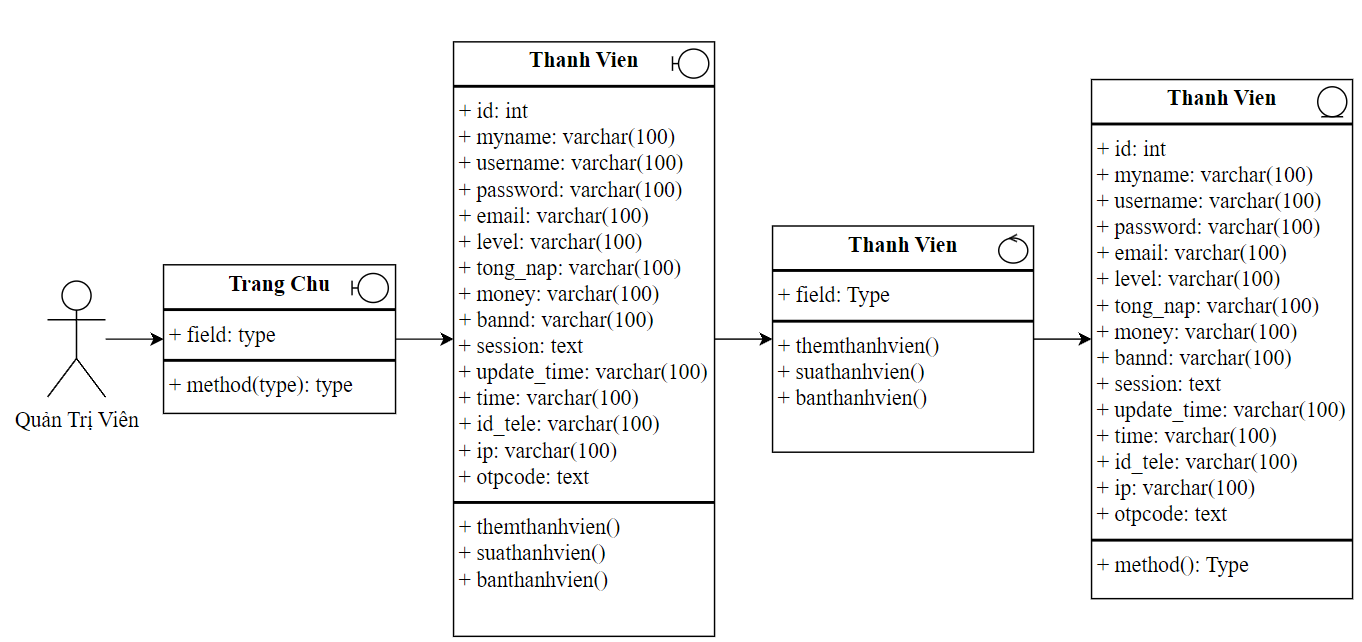 Quản Trị Viên
Trang Chu
+ field: type
+ method(type): type
Thanh Vien
+ id: int
+ myname: varchar(100)
+ username: varchar(100)
+ password: varchar(100)
+ email: varchar(100)
+ level: varchar(100)
+ tong_nap: varchar(100)
+ money: varchar(100)
+ bannd: varchar(100)
+ session: text
+ update_time: varchar(100)
+ time: varchar(100)
+ id_tele: varchar(100)
+ ip: varchar(100)
+ otpcode: text
+ themthanhvien()
+ suathanhvien()
+ banthanhvien()
Thanh Vien
+ field: Type
+ themthanhvien()
+ suathanhvien()
+ banthanhvien()
Thanh Vien
+ id: int
+ myname: varchar(100)
+ username: varchar(100)
+ password: varchar(100)
+ email: varchar(100)
+ level: varchar(100)
+ tong_nap: varchar(100)
+ money: varchar(100)
+ bannd: varchar(100)
+ session: text
+ update_time: varchar(100)
+ time: varchar(100)
+ id_tele: varchar(100)
+ ip: varchar(100)
+ otpcode: text
+ method(): Type